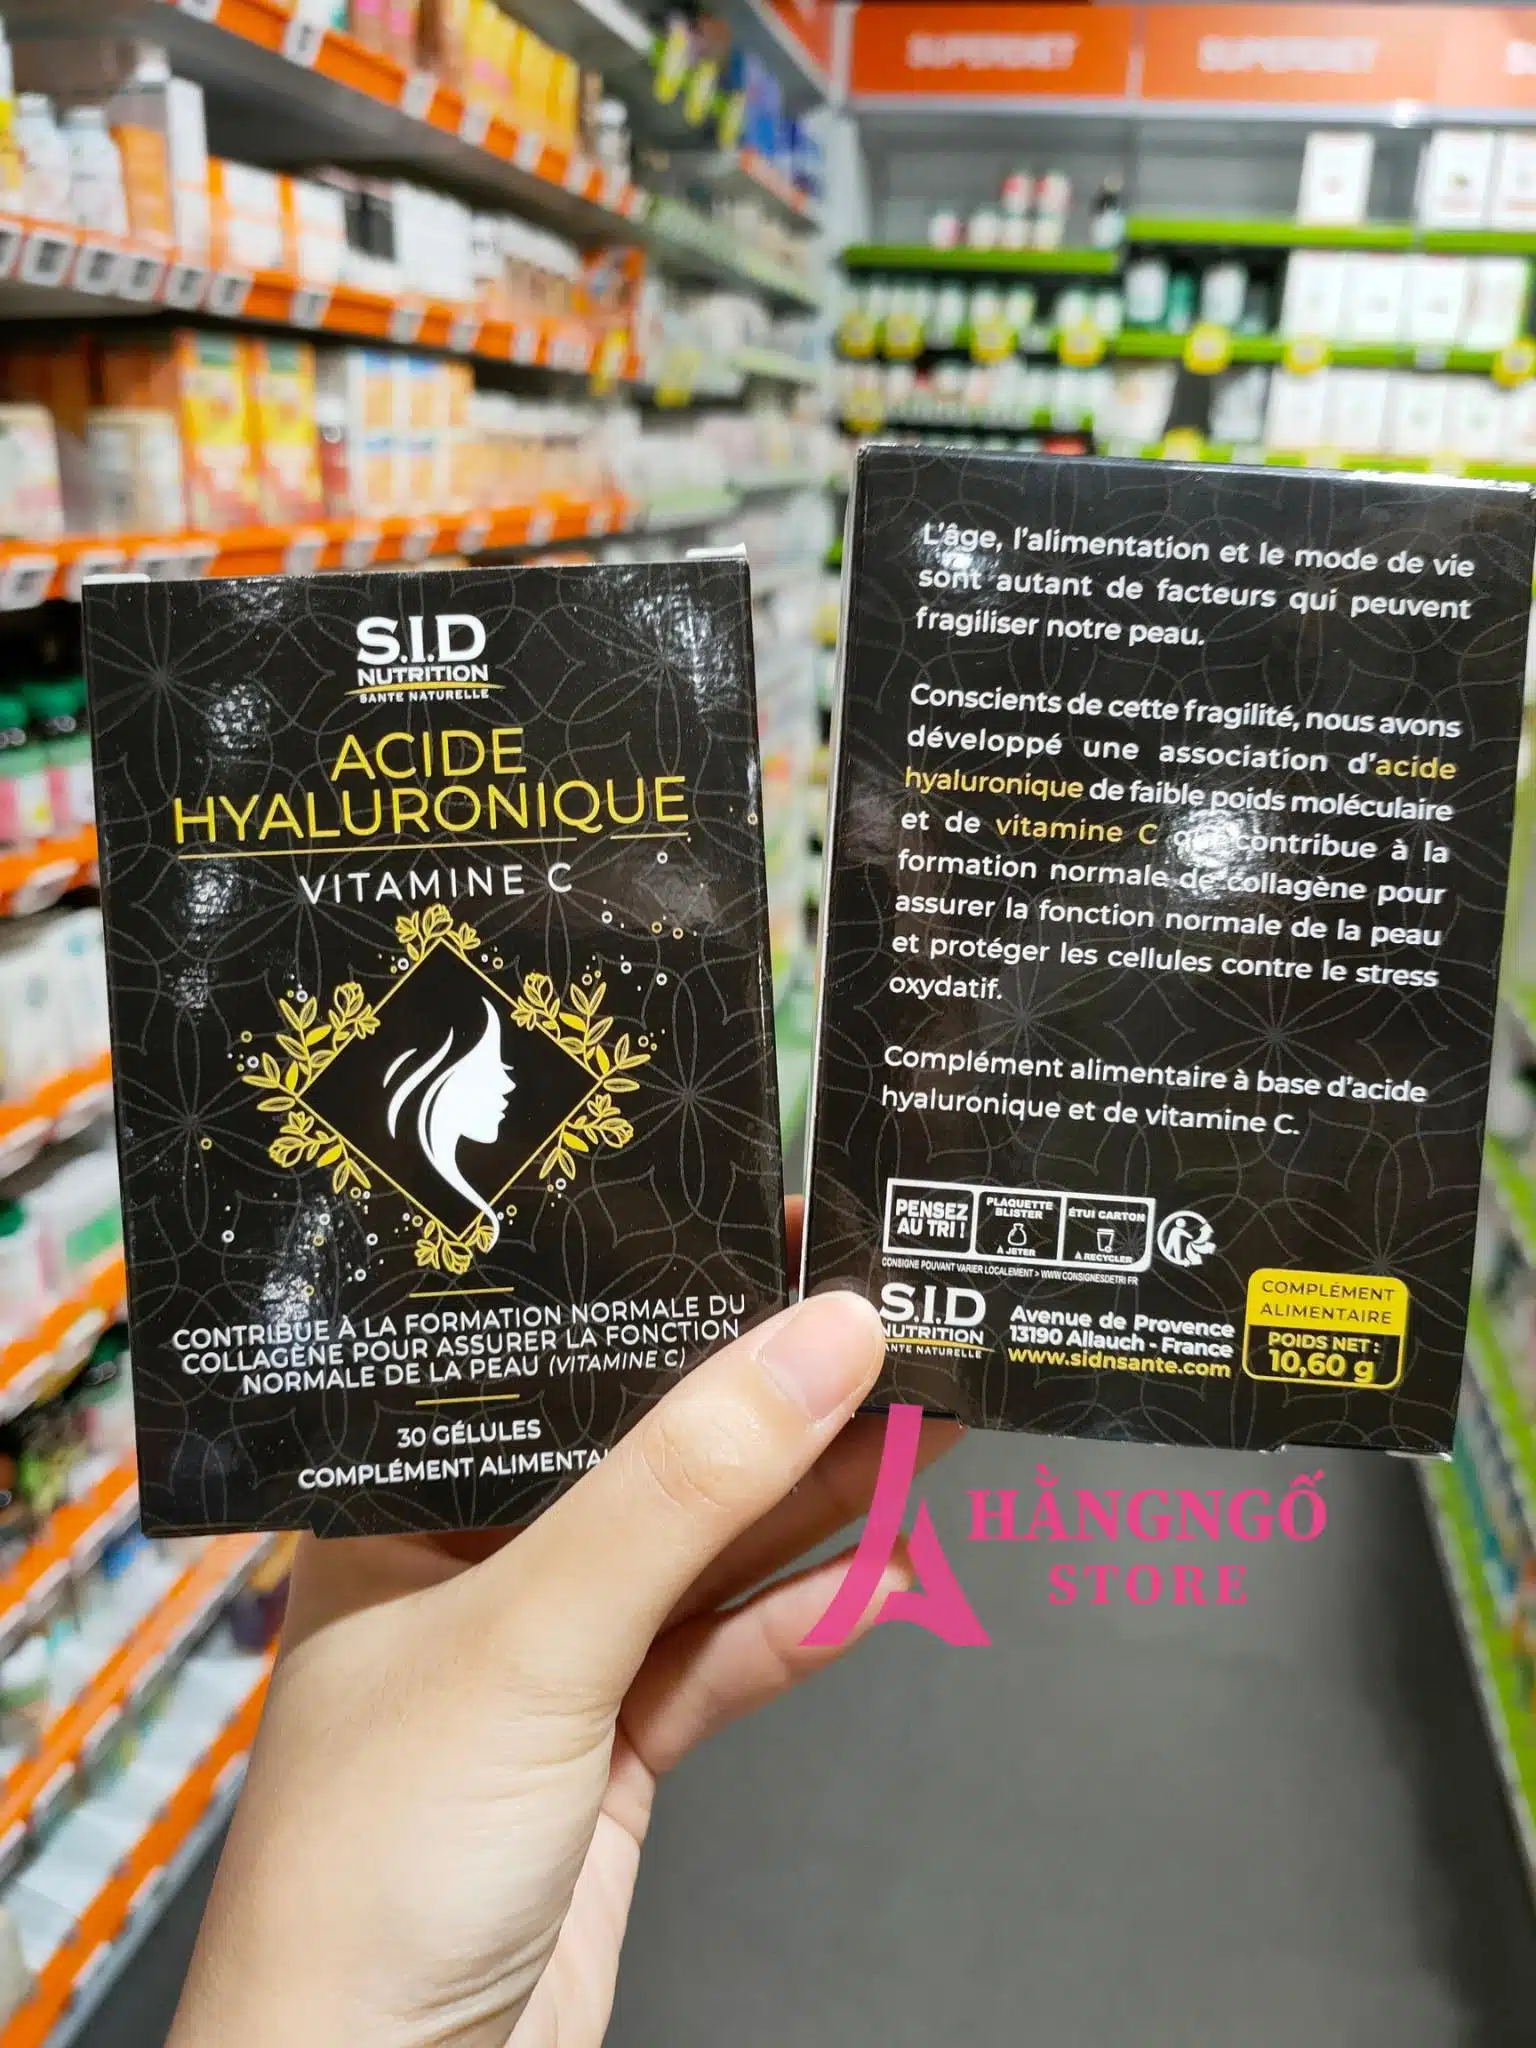 SUPERDIET
SUPERDIET
S.I.D
NUTRITION
SANTE NATURELLE
ACIDE
HYALURONIQUE
VITAMINE C
CONTRIBUE À LA FORMATION NORMALE DU
COLLAGÈNE POUR ASSURER LA FONCTION
NORMALE DE LA PEAU (VITAMINE C)
30 GÉLULES
COMPLÉMENT ALIMENTA
L'âge, l'alimentation et le mode de vie
sont autant de facteurs qui peuvent
fragiliser notre peau.
Conscients de cette fragilité, nous avons
développé une association d'acide
hyaluronique de faible poids moléculaire
et de vitamine C qui contribue à la
formation normale de collagène pour
assurer la fonction normale de la peau
et protéger les cellules contre le stress
oxydatif.
Complément alimentaire à base d'acide
hyaluronique et de vitamine C.
PENSEZ
AU TRI !
PLAQUETTE
BLISTER
À JETER
ÉTUI CARTON
À RECYCLER
CONSIGNE POUVANT VARIER LOCALEMENT > WWW.CONSIGNESDETRI.FR
S.I.D
NUTRITION
SANTE NATURELLE
Avenue de Provence
13190 Allauch - France
www.sidnsante.com
COMPLÉMENT
ALIMENTAIRE
POIDS NET :
10,60 g
HẰNGNGỐ
STORE